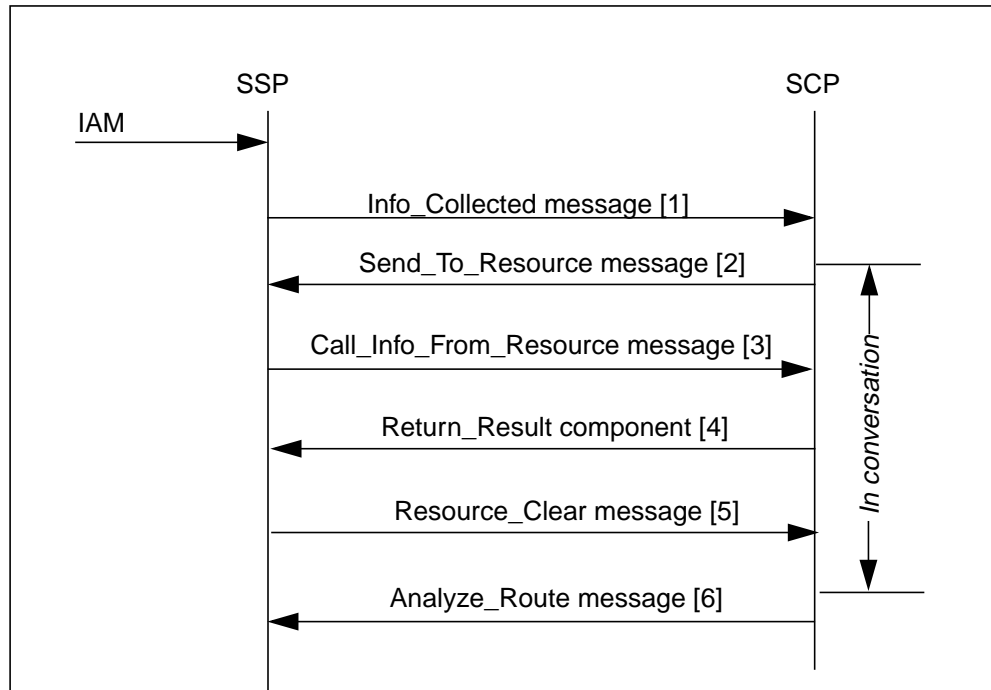 SSP
SCP
IAM
Info_Collected message [1]
Send_To_Resource message [2]
Call_Info_From_Resource message [3]
Return_Result component [4]
Resource_Clear message [5]
Analyze_Route message [6]
In conversation